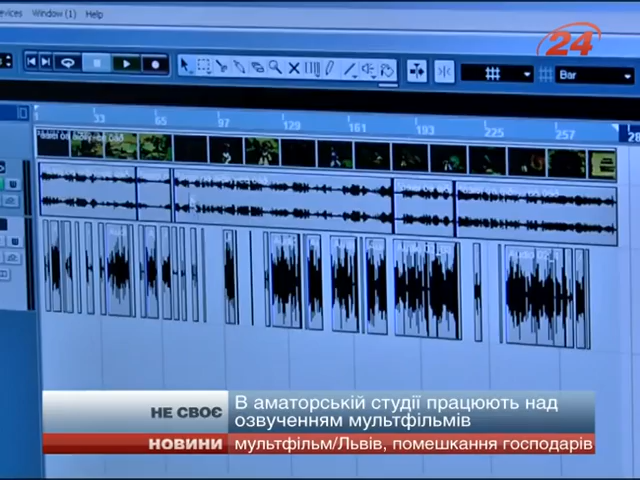 evices Window (1) Help
24
Bar
1 33 65 97 129 161 193 225 257
НЕ СВОЄ
В аматорській студії працюють над
озвученням мультфільмів
НОВИНИ
мультфільм/Львів, помешкання господарів